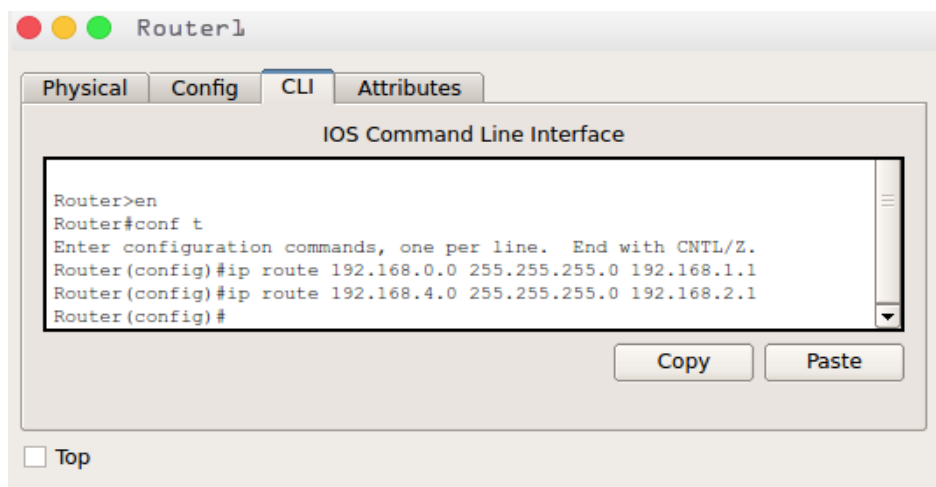 Router1
Physical Config CLI Attributes
IOS Command Line Interface
Router>en
Router#conf t
Enter configuration commands, one per line.  End with CNTL/Z.
Router(config)#ip route 192.168.0.0 255.255.255.0 192.168.1.1
Router(config)#ip route 192.168.4.0 255.255.255.0 192.168.2.1
Router(config)#
Copy Paste
Top